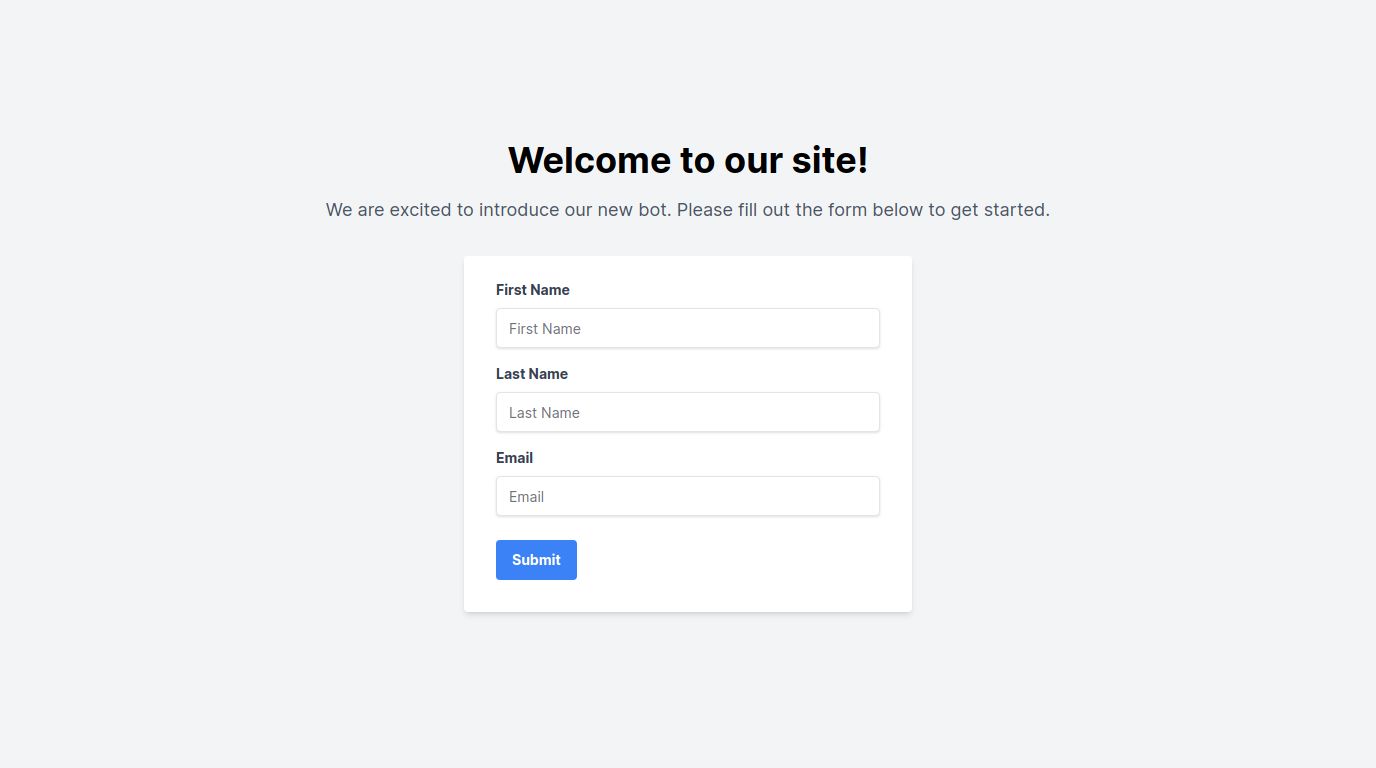 Welcome to our site!
We are excited to introduce our new bot. Please fill out the form below to get started.
First Name
First Name
Last Name
Last Name
Email
Email
Submit